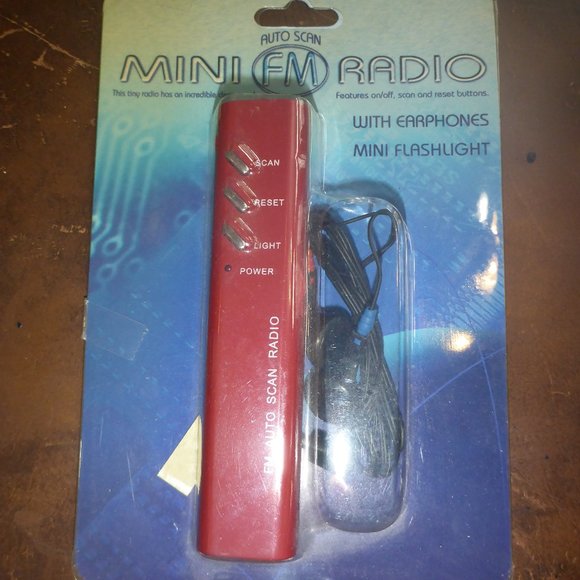 AUTO SCAN
MINI FM RADIO
This tiny radio has an incredible
Features on/off, scan and reset buttons.
WITH EARPHONES
MINI FLASHLIGHT
SCAN
RESET
LIGHT
POWER
FM AUTO SCAN RADIO